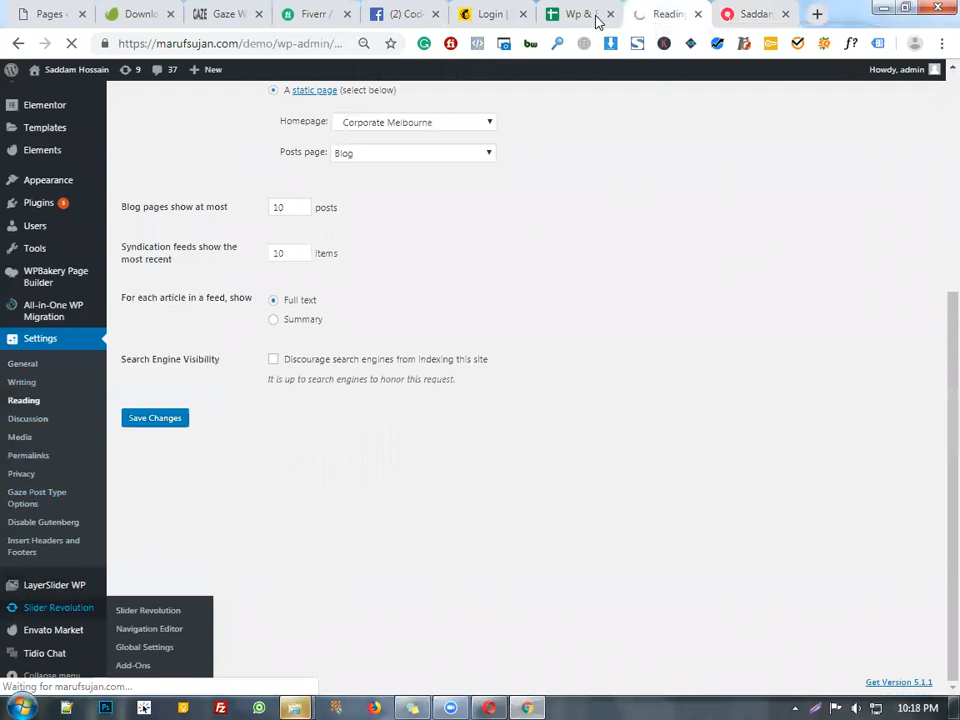 Pages
Downlo
GAZE Gaze W
Fiverr /
(2) Cod
Login |
Wp &
Reading
Saddam
https://marufsujan.com/demo/wp-admin/...
Saddam Hossain
9
37
+ New
Howdy, admin
Elementor
Templates
Elements
Appearance
Plugins 3
Users
Tools
WPBakery Page
Builder
All-in-One WP
Migration
Settings
General
Writing
Reading
Discussion
Media
Permalinks
Privacy
Gaze Post Type
Options
Disable Gutenberg
Insert Headers and
Footers
LayerSlider WP
Slider Revolution
Envato Market
Tidio Chat
Collapse menu
Slider Revolution
Navigation Editor
Global Settings
Add-Ons
A static page (select below)
Homepage: Corporate Melbourne
Posts page: Blog
Blog pages show at most 10 posts
Syndication feeds show the
most recent
10 items
For each article in a feed, show
Full text
Summary
Search Engine Visibility
Discourage search engines from indexing this site
It is up to search engines to honor this request.
Save Changes
Get Version 5.1.1
Waiting for marufsujan.com...
10:18 PM